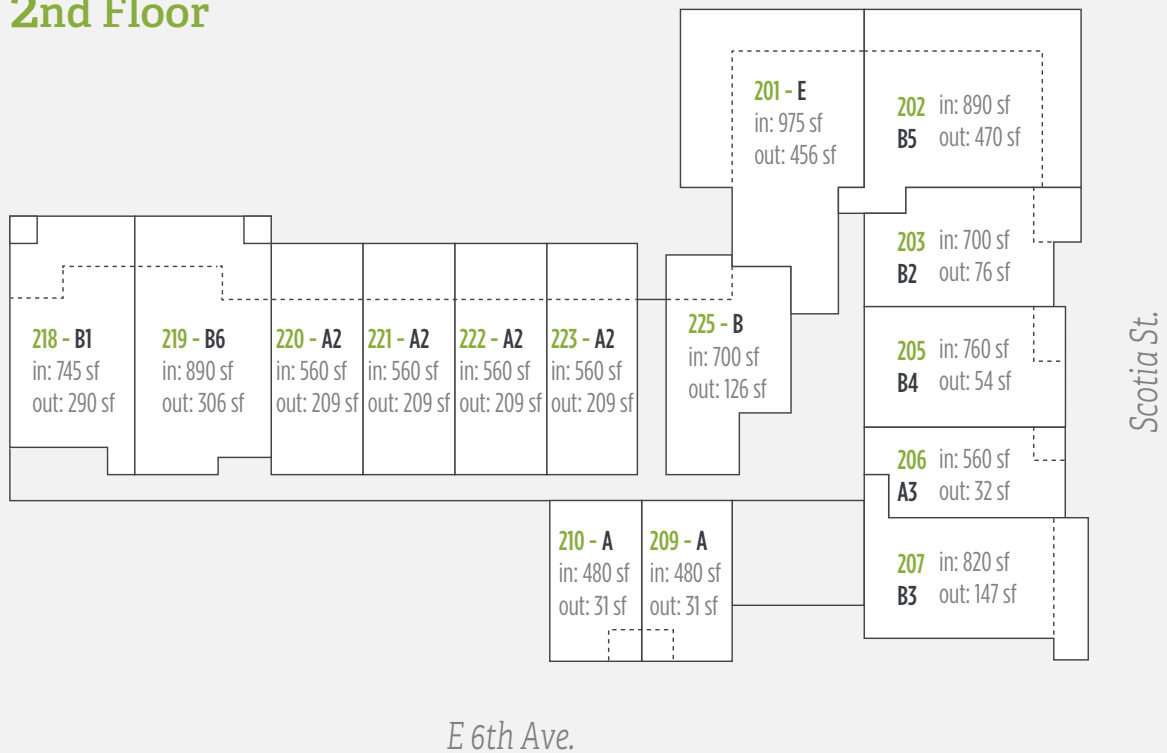 2nd Floor
201 - E
in: 975 sf
out: 456 sf
202 in: 890 sf
B5 out: 470 sf
203 in: 700 sf
B2 out: 76 sf
218 - B1
in: 745 sf
out: 290 sf
219 - B6
in: 890 sf
out: 306 sf
220 - A2
in: 560 sf
out: 209 sf
221 - A2
in: 560 sf
out: 209 sf
222 - A2
in: 560 sf
out: 209 sf
223 - A2
in: 560 sf
out: 209 sf
225 - B
in: 700 sf
out: 126 sf
205 in: 760 sf
B4 out: 54 sf
206 in: 560 sf
A3 out: 32 sf
210 - A
in: 480 sf
out: 31 sf
209 - A
in: 480 sf
out: 31 sf
207 in: 820 sf
B3 out: 147 sf
Scotia St.
E 6th Ave.